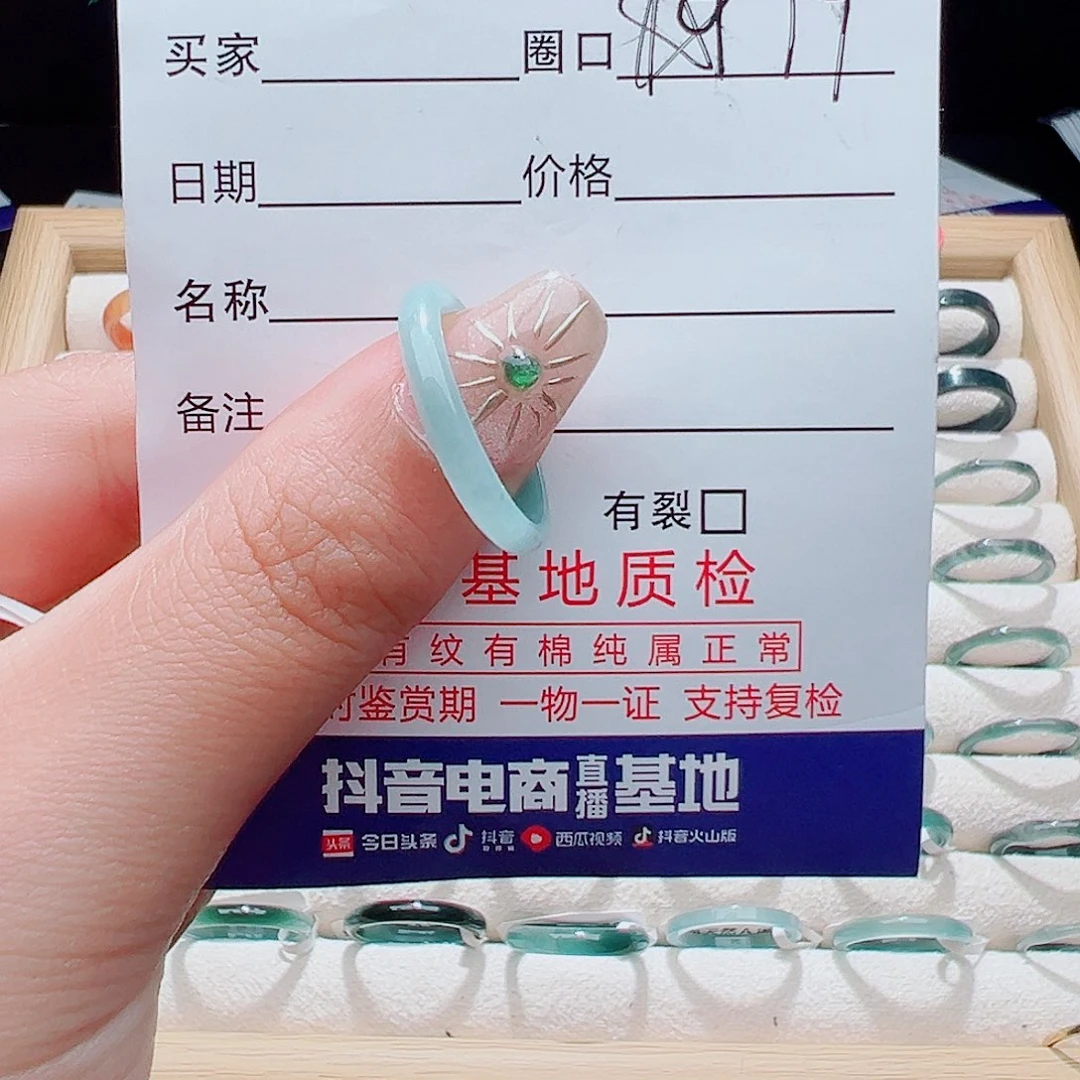 买家 圈口
日期 价格
名称
备注
有裂
基地质检
有纹有棉纯属正常
鉴赏期 一物一证 支持复检
抖音电商直播基地
头条 今日头条 抖音 西瓜视频 抖音火山版